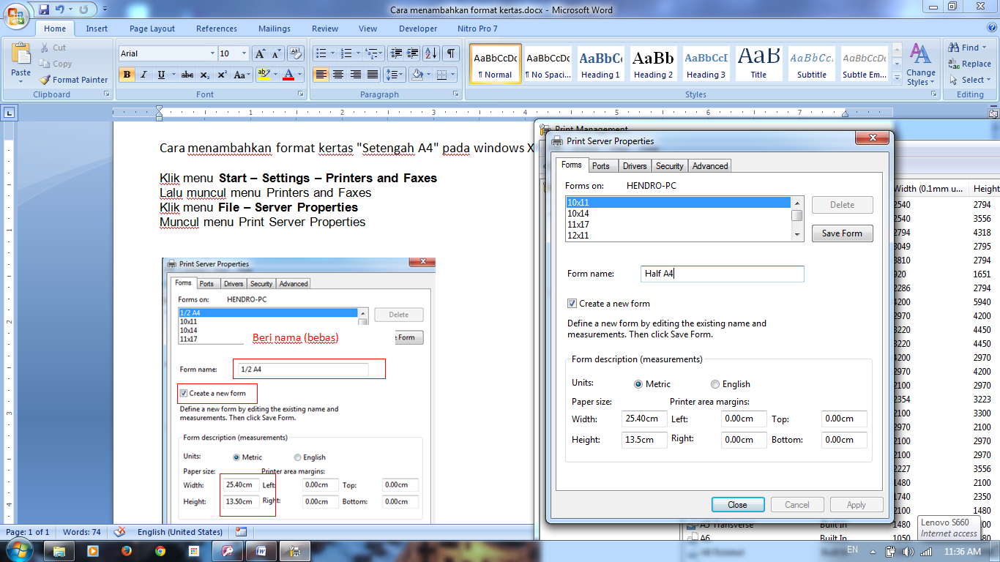 Cara menambahkan format kertas.docx - Microsoft Word
Home Insert Page Layout References Mailings Review View Developer Nitro Pro 7
Paste
Cut
Copy
Format Painter
Clipboard
Arial 10
Font
Paragraph
AaBbCcDc AaBbCcDc AaBbC AaBb AaBbCcI AaB AaBbCc. AaBbCcDc
¶ Normal ¶ No Spaci... Heading 1 Heading 2 Heading 3 Title Subtitle Subtle Em...
Change Styles
Styles
Find
Replace
Select
Editing
1 2 3 4 5 6 7
Cara menambahkan format kertas "Setengah A4" pada windows X
Klik menu Start – Settings – Printers and Faxes
Lalu muncul menu Printers and Faxes
Klik menu File – Server Properties
Muncul menu Print Server Properties
Print Server Properties
Forms Ports Drivers Security Advanced
Forms on: HENDRO-PC
1/2 A4
10x11
10x14
11x17
Delete
Beri nama (bebas)
e Form
Form name: 1/2 A4
Create a new form
Define a new form by editing the existing name and
measurements. Then click Save Form.
Form description (measurements)
Units: Metric English
Paper size: Printer area margins:
Width: 25.40cm Left: 0.00cm Top: 0.00cm
Height: 13.50cm Right: 0.00cm Bottom: 0.00cm
Print Management
Print Server Properties
Forms Ports Drivers Security Advanced
Forms on: HENDRO-PC
10x11
10x14
11x17
12x11
Delete
Save Form
Form name: Half A4
Create a new form
Define a new form by editing the existing name and
measurements. Then click Save Form.
Form description (measurements)
Units: Metric English
Paper size: Printer area margins:
Width: 25.40cm Left: 0.00cm Top: 0.00cm
Height: 13.5cm Right: 0.00cm Bottom: 0.00cm
Close Cancel Apply
Width (0.1mm u... Height
2540 2794
2540 3556
2794 4318
3049 2795
3810 2794
920 1651
2286 2794
4200 5940
2970 4200
3220 4450
3220 4450
4200 2970
2970 4200
2100 2970
2354 3223
2100 3300
2970 2100
2100 2970
2100 2970
2227 3556
1480 2100
1740 2350
2100 1480
A5 Transverse Built In 1480
A6 Built In 1050
Lenovo S660
Internet access
Page: 1 of 1 Words: 74 English (United States)
EN 11:36 AM